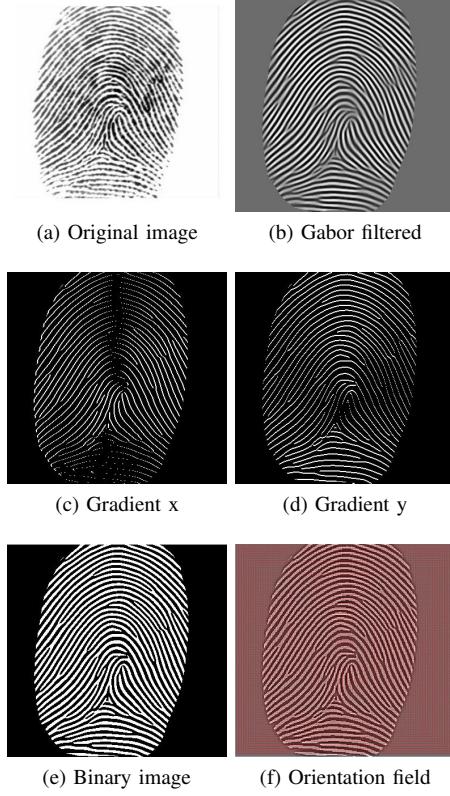 (a) Original image
(b) Gabor filtered
(c) Gradient x
(d) Gradient y
(e) Binary image
(f) Orientation field